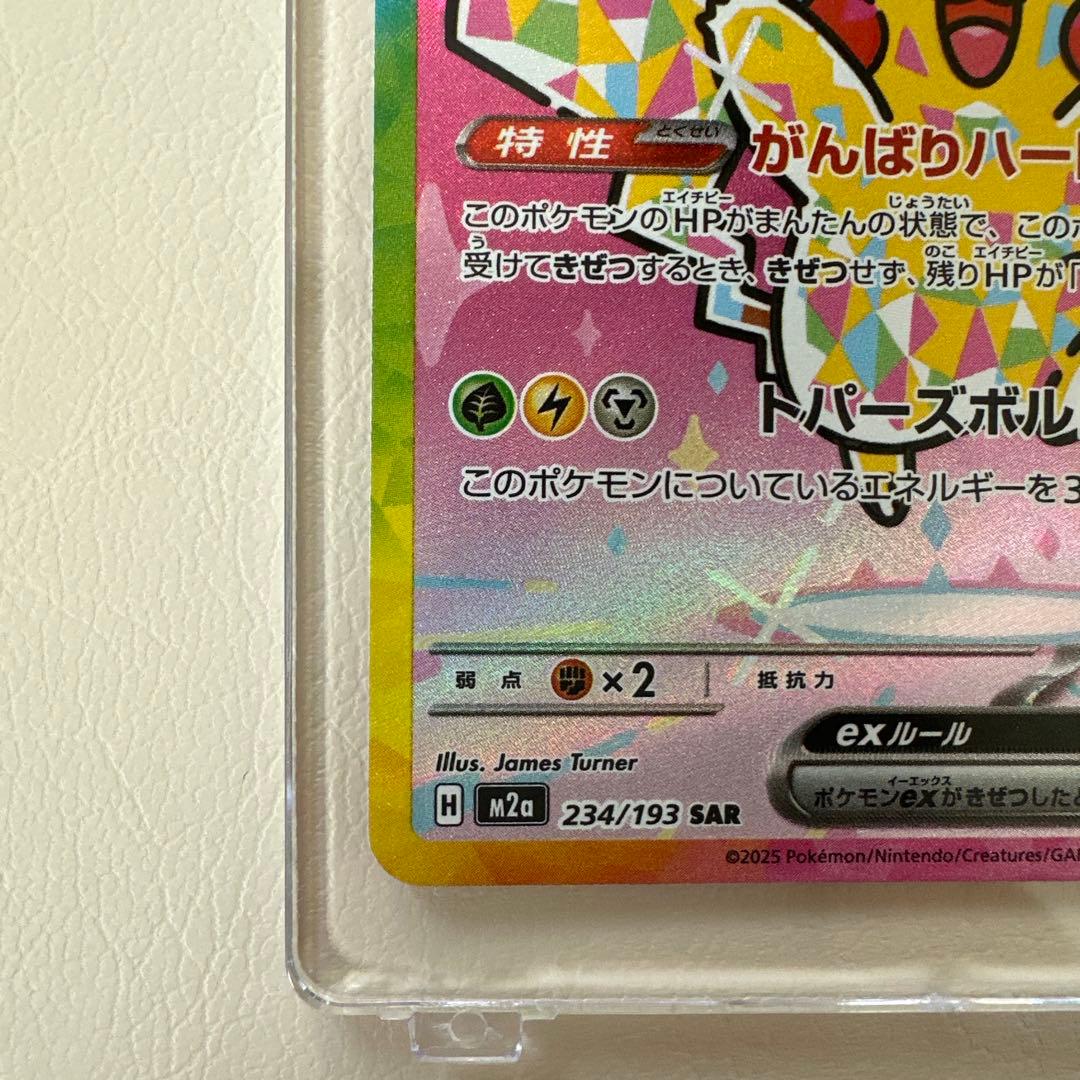 特性 とくせい がんばりハー
エイチピー じょうたい
このポケモンのHPがまんたんの状態で、このポ
う のこ エイチピー
受けてきぜつするとき、きぜつせず、残りHPが「
トパーズボル
このポケモンについているエネルギーを3
弱点 ×2 抵抗力
exルール
Illus. James Turner
イーエックス
ポケモンexがきぜつしたと
H M2a 234/193 SAR
©2025 Pokémon/Nintendo/Creatures/GA